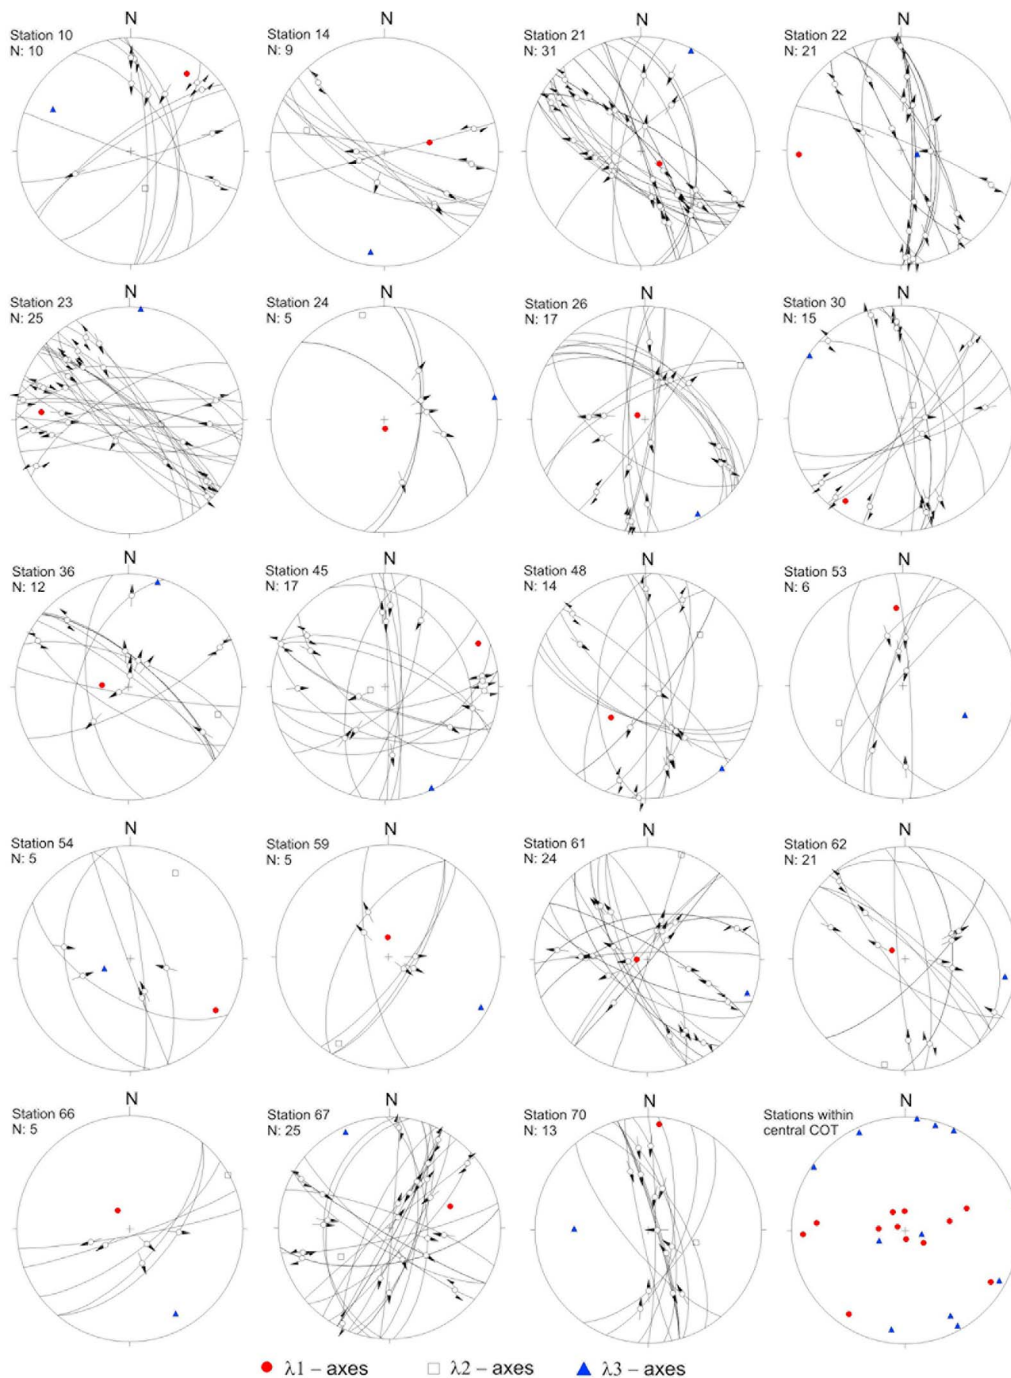 N
Station 10
N: 10
N
Station 14
N: 9
N
Station 21
N: 31
N
Station 22
N: 21
N
Station 23
N: 25
N
Station 24
N: 5
N
Station 26
N: 17
N
Station 30
N: 15
N
Station 36
N: 12
N
Station 45
N: 17
N
Station 48
N: 14
N
Station 53
N: 6
N
Station 54
N: 5
N
Station 59
N: 5
N
Station 61
N: 24
N
Station 62
N: 21
N
Station 66
N: 5
N
Station 67
N: 25
N
Station 70
N: 13
N
Stations within
central COT
λ1 – axes
λ2 – axes
λ3 – axes